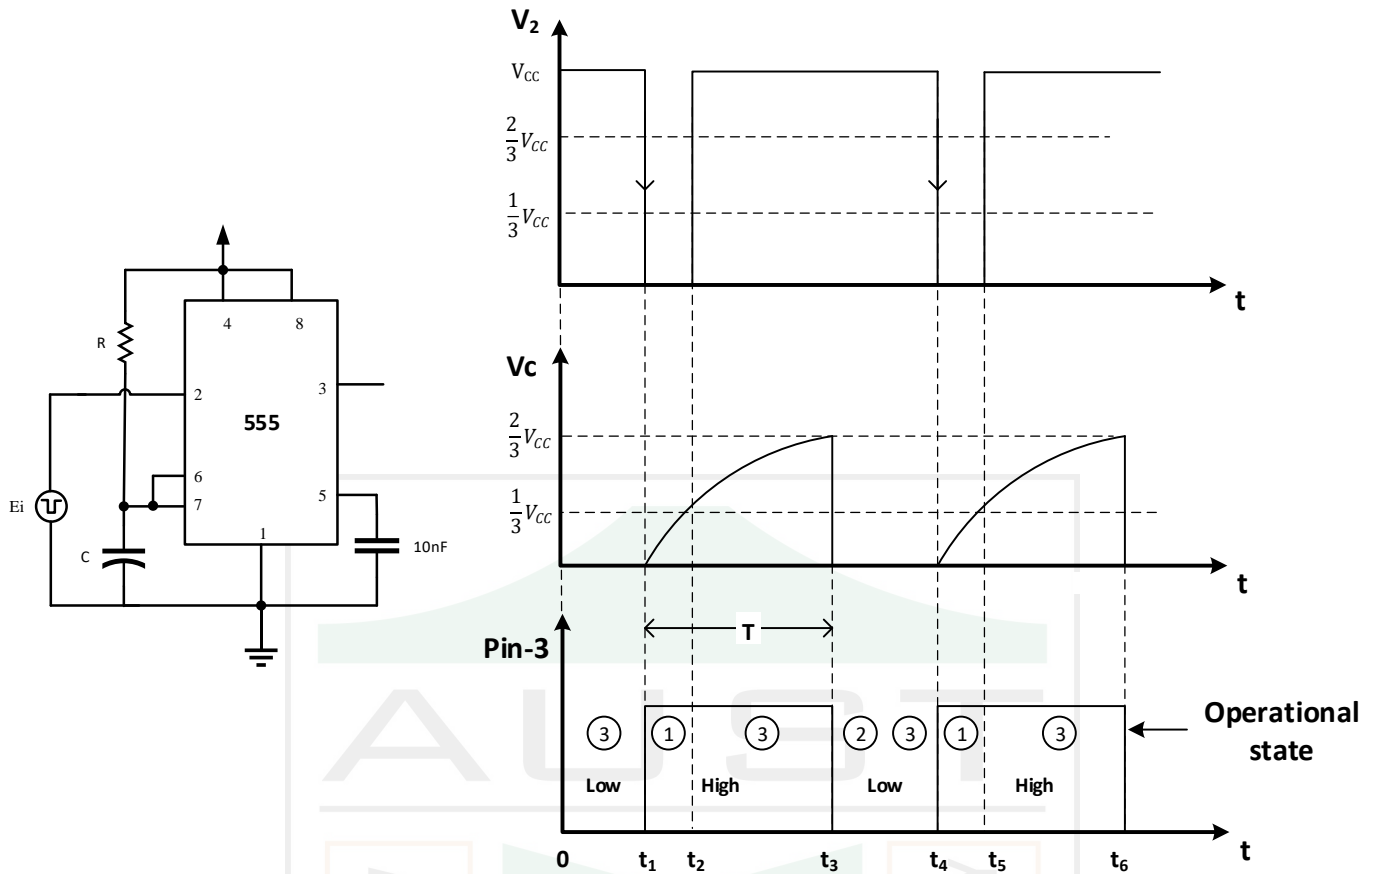 V₂
V_CC
2/3 V_CC
1/3 V_CC
t
4
8
R
2
3
555
6
7
5
Ei
1
C
10nF
Vc
2/3 V_CC
1/3 V_CC
t
T
Pin-3
3
1
3
2
3
1
3
Low
High
Low
High
Operational
state
0
t₁
t₂
t₃
t₄
t₅
t₆
t
AUST